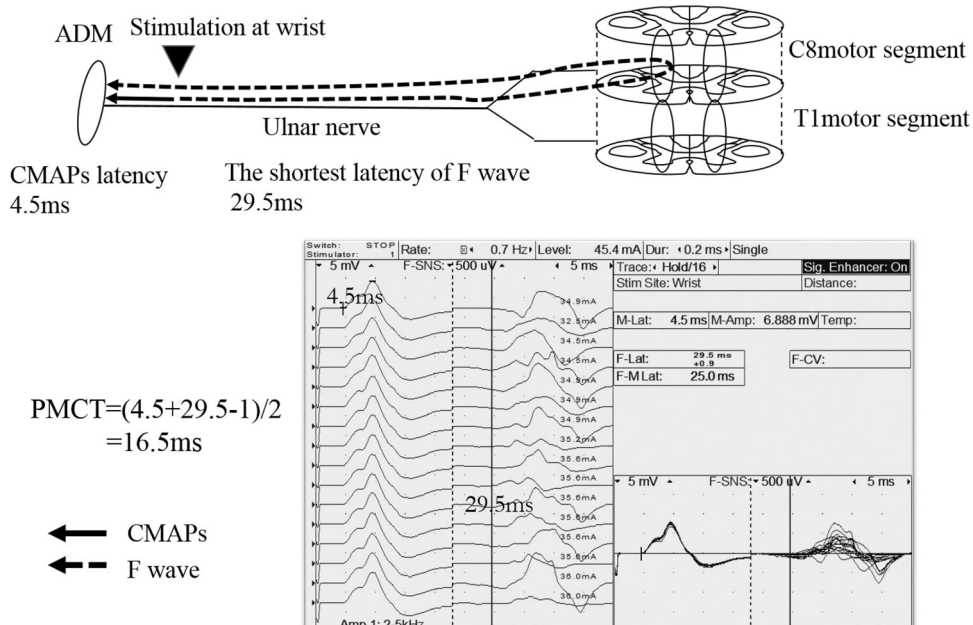 ADM
Stimulation at wrist
C8motor segment
T1motor segment
Ulnar nerve
CMAPs latency
4.5ms
The shortest latency of F wave
29.5ms
Switch: STOP
Stimulator: 1
Rate: 0.7 Hz
Level: 45.4 mA
Dur: 0.2 ms
Single
5 mV
F-SNS: 500 uV
5 ms
Trace: Hold/16
Sig. Enhancer: On
Stim Site: Wrist
Distance:
4.5ms
M-Lat: 4.5 ms
M-Amp: 6.888 mV
Temp:
F-Lat: 29.5 ms
+0.9
F-CV:
F-M Lat: 25.0 ms
34.9mA
32.5mA
34.5mA
34.5mA
34.9mA
34.9mA
34.9mA
35.2mA
35.6mA
35.6mA
35.6mA
35.6mA
35.6mA
35.6mA
36.0mA
36.0mA
29.5ms
PMCT=(4.5+29.5-1)/2
=16.5ms
5 mV
F-SNS: 500 uV
5 ms
CMAPs
F wave
Amp 1: 2.5kHz